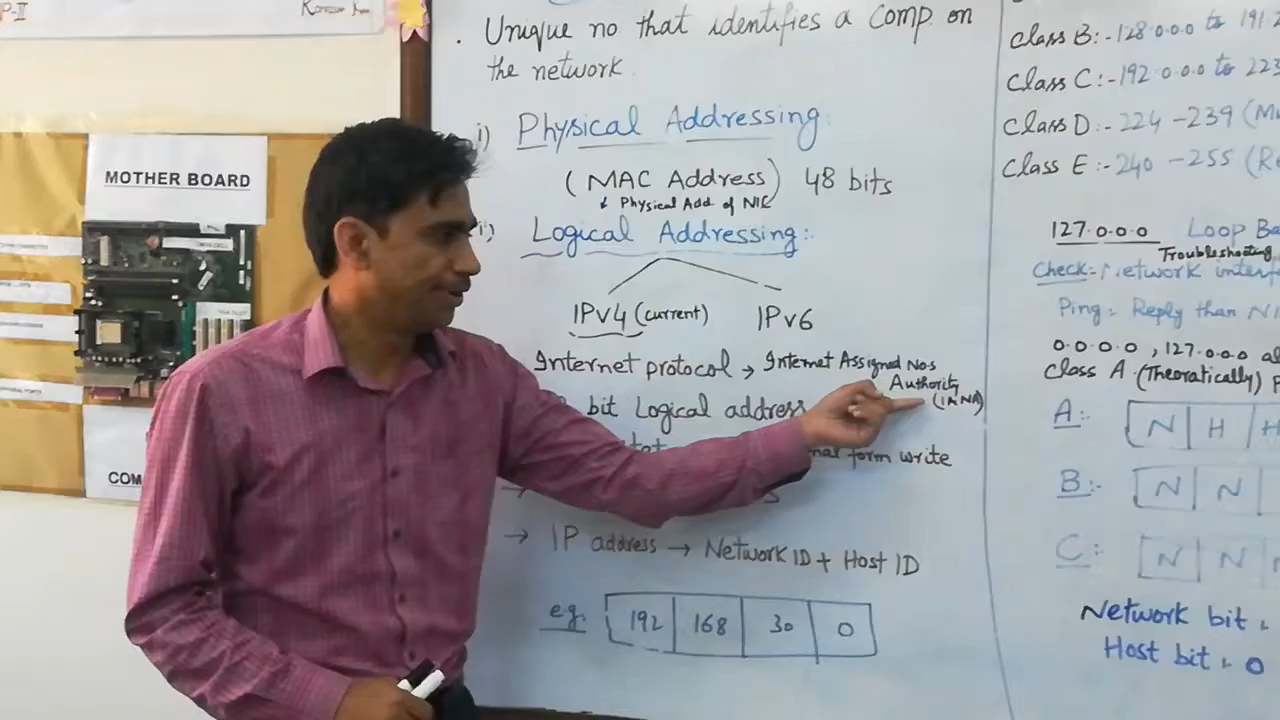 P-II
MOTHER BOARD
COM
Unique no that identifies a Comp on
the network
i) Physical Addressing
(MAC Address) 48 bits
Physical Add of NIC
Logical Addressing:-
IPv4 (current) IPv6
Internet protocol → Internet Assigned Nos
Authority
(IANA)
bit Logical address
form write
→ IP address → Network ID + Host ID
e.g. 192 168 30 0
Class B:- 128.0.0.0 to 191.2
Class C:- 192.0.0.0 to 223
Class D:- 224 - 239 (M
Class E:- 240 - 255 (Re
127.0.0.0 Loop Ba
Troubleshooting
Check:- Network interf
Ping:- Reply than NI
0.0.0.0, 127.0.0.0 a
Class A. (Theoratically) P
A:- N H H
B:- N N
C:- N N
Network bit
Host bit 0